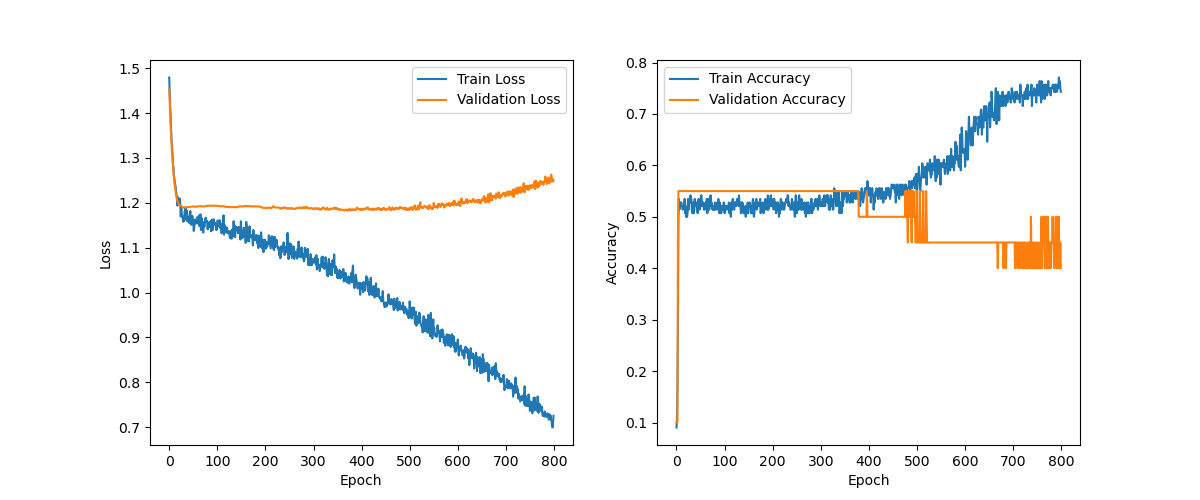 1.5
1.4
1.3
1.2
1.1
1.0
0.9
0.8
0.7
Loss
Train Loss
Validation Loss
0 100 200 300 400 500 600 700 800
Epoch
0.8
0.7
0.6
0.5
0.4
0.3
0.2
0.1
Accuracy
Train Accuracy
Validation Accuracy
0 100 200 300 400 500 600 700 800
Epoch